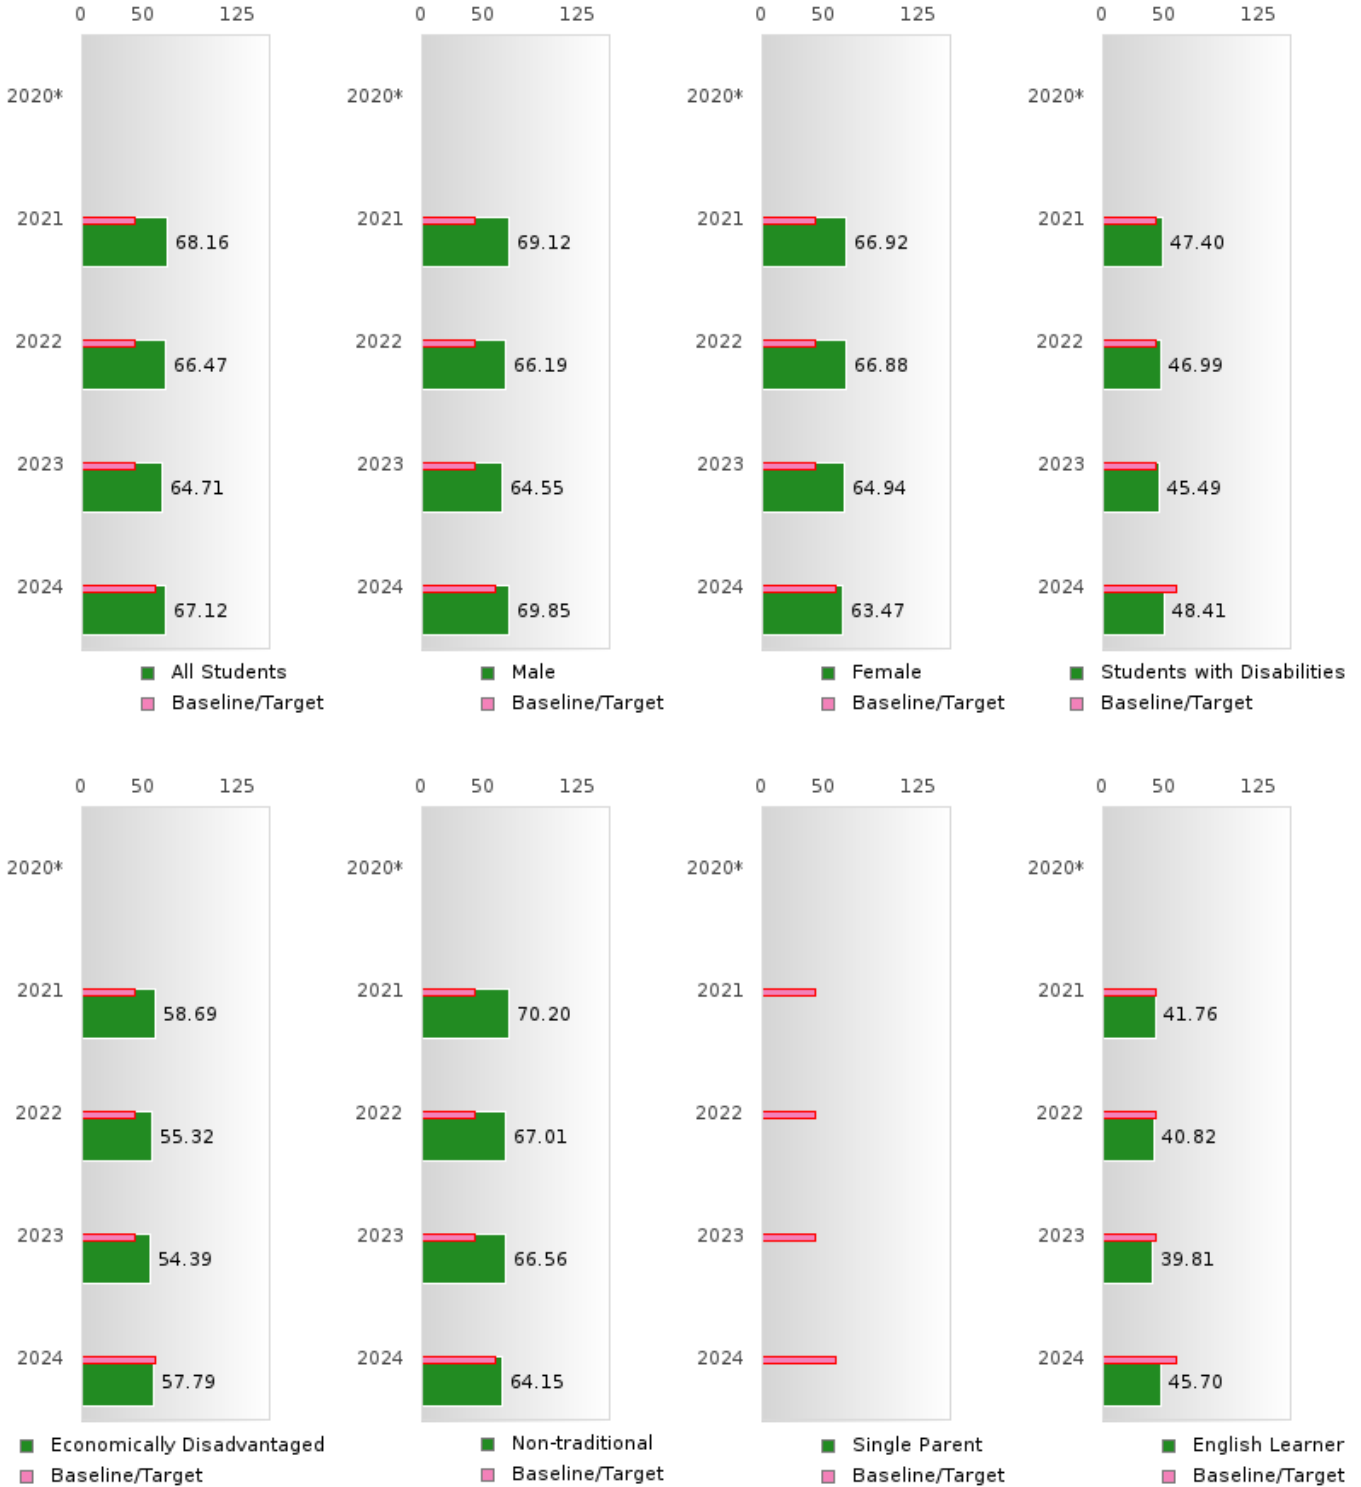 0 50 125 0 50 125 0 50 125 0 50 125
2020* 2020* 2020* 2020*
2021 2021 2021 2021
68.16 69.12 66.92 47.40
2022 2022 2022 2022
66.47 66.19 66.88 46.99
2023 2023 2023 2023
64.71 64.55 64.94 45.49
2024 2024 2024 2024
67.12 69.85 63.47 48.41
All Students Male Female Students with Disabilities
Baseline/Target Baseline/Target Baseline/Target Baseline/Target
0 50 125 0 50 125 0 50 125 0 50 125
2020* 2020* 2020* 2020*
2021 2021 2021 2021
58.69 70.20 41.76
2022 2022 2022 2022
55.32 67.01 40.82
2023 2023 2023 2023
54.39 66.56 39.81
2024 2024 2024 2024
57.79 64.15 45.70
Economically Disadvantaged Non-traditional Single Parent English Learner
Baseline/Target Baseline/Target Baseline/Target Baseline/Target